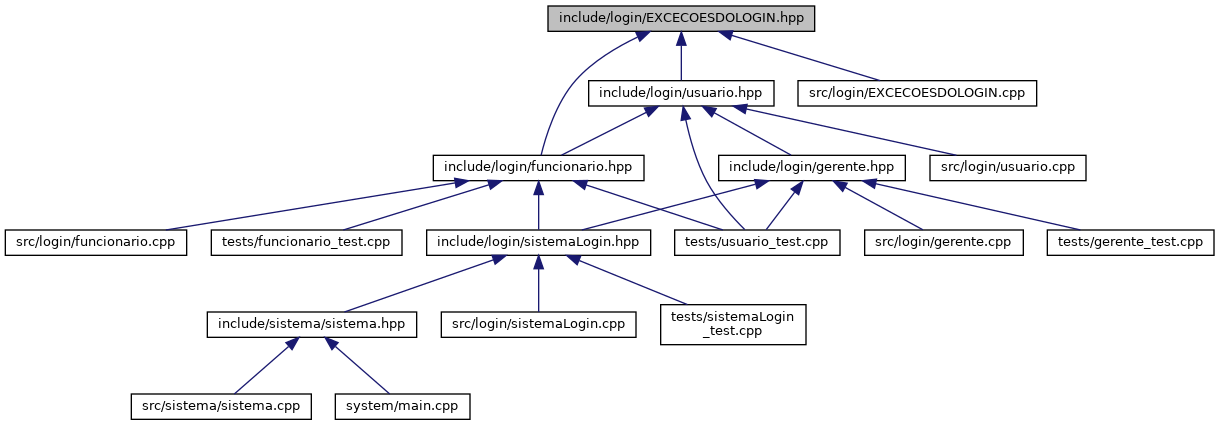 include/login/EXCECOESDOLOGIN.hpp
include/login/usuario.hpp
src/login/EXCECOESDOLOGIN.cpp
include/login/funcionario.hpp
include/login/gerente.hpp
src/login/usuario.cpp
src/login/funcionario.cpp
tests/funcionario_test.cpp
include/login/sistemaLogin.hpp
tests/usuario_test.cpp
src/login/gerente.cpp
tests/gerente_test.cpp
include/sistema/sistema.hpp
src/login/sistemaLogin.cpp
tests/sistemaLogin
_test.cpp
src/sistema/sistema.cpp
system/main.cpp